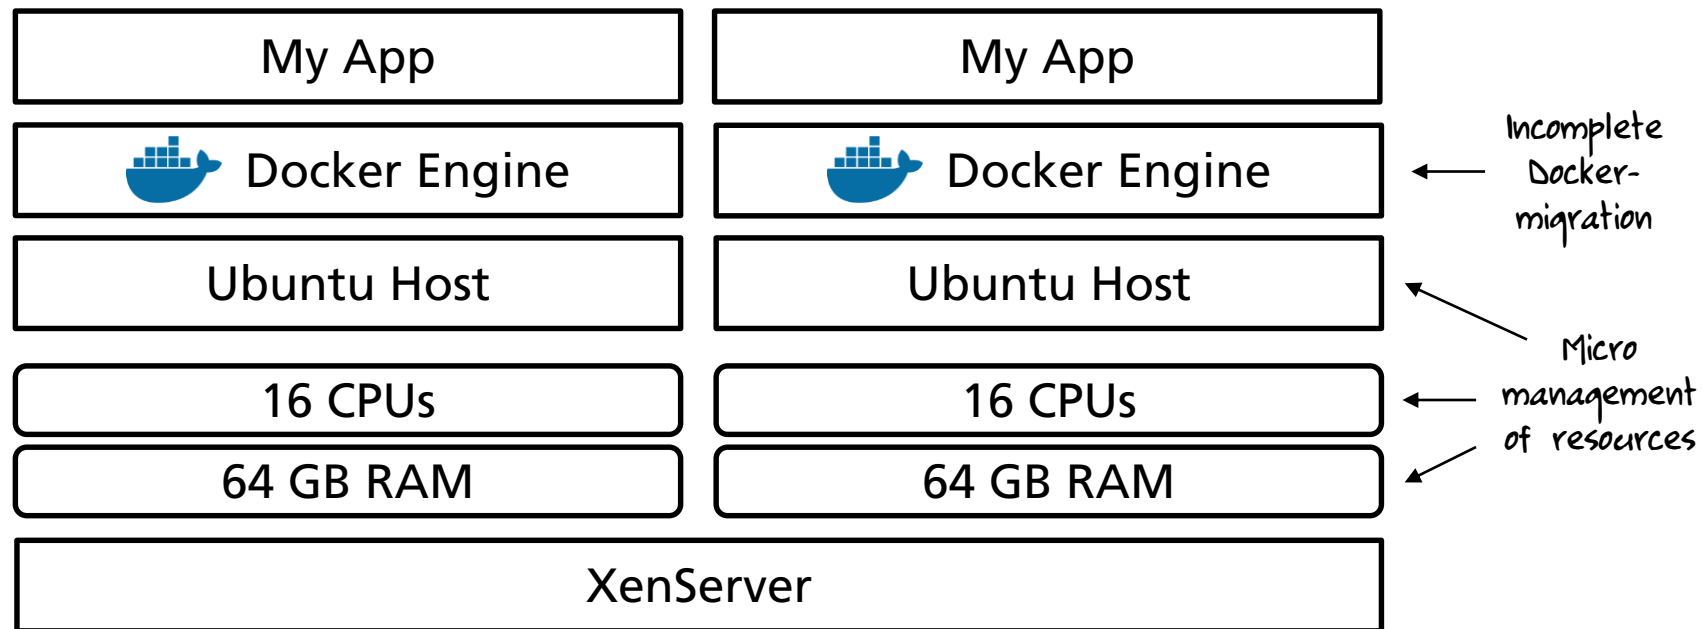 My App
My App
Docker Engine
Docker Engine
Incomplete
Docker-
migration
Ubuntu Host
Ubuntu Host
16 CPUs
16 CPUs
Micro
management
of resources
64 GB RAM
64 GB RAM
XenServer